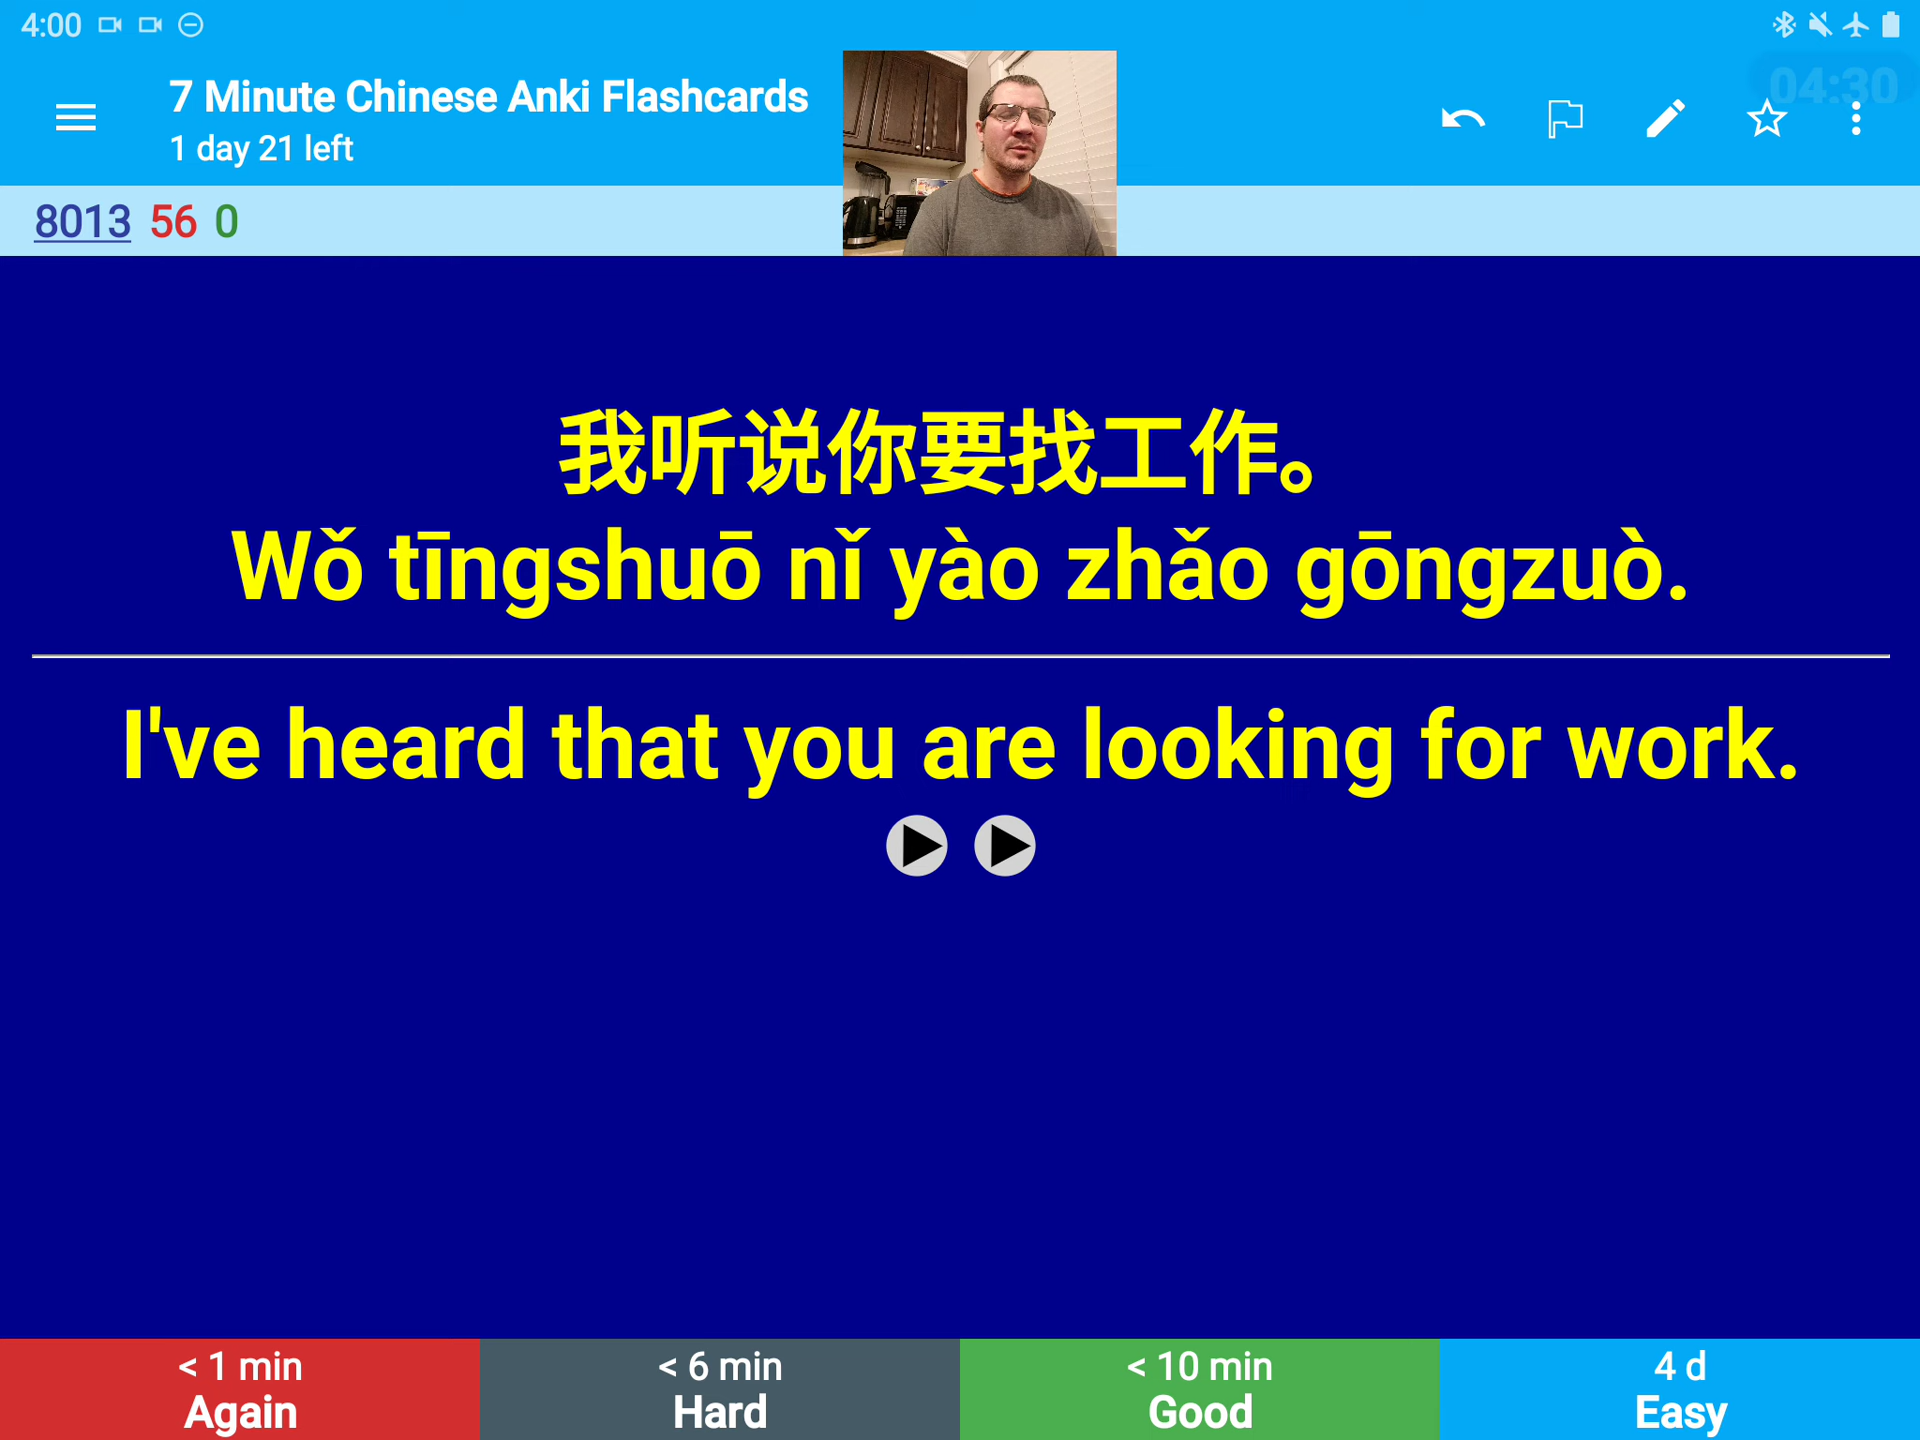 4:00
04:30
7 Minute Chinese Anki Flashcards
1 day 21 left
8013 56 0
我听说你要找工作。
Wǒ tīngshuō nǐ yào zhǎo gōngzuò.
I've heard that you are looking for work.
< 1 min < 6 min < 10 min 4 d
Again Hard Good Easy